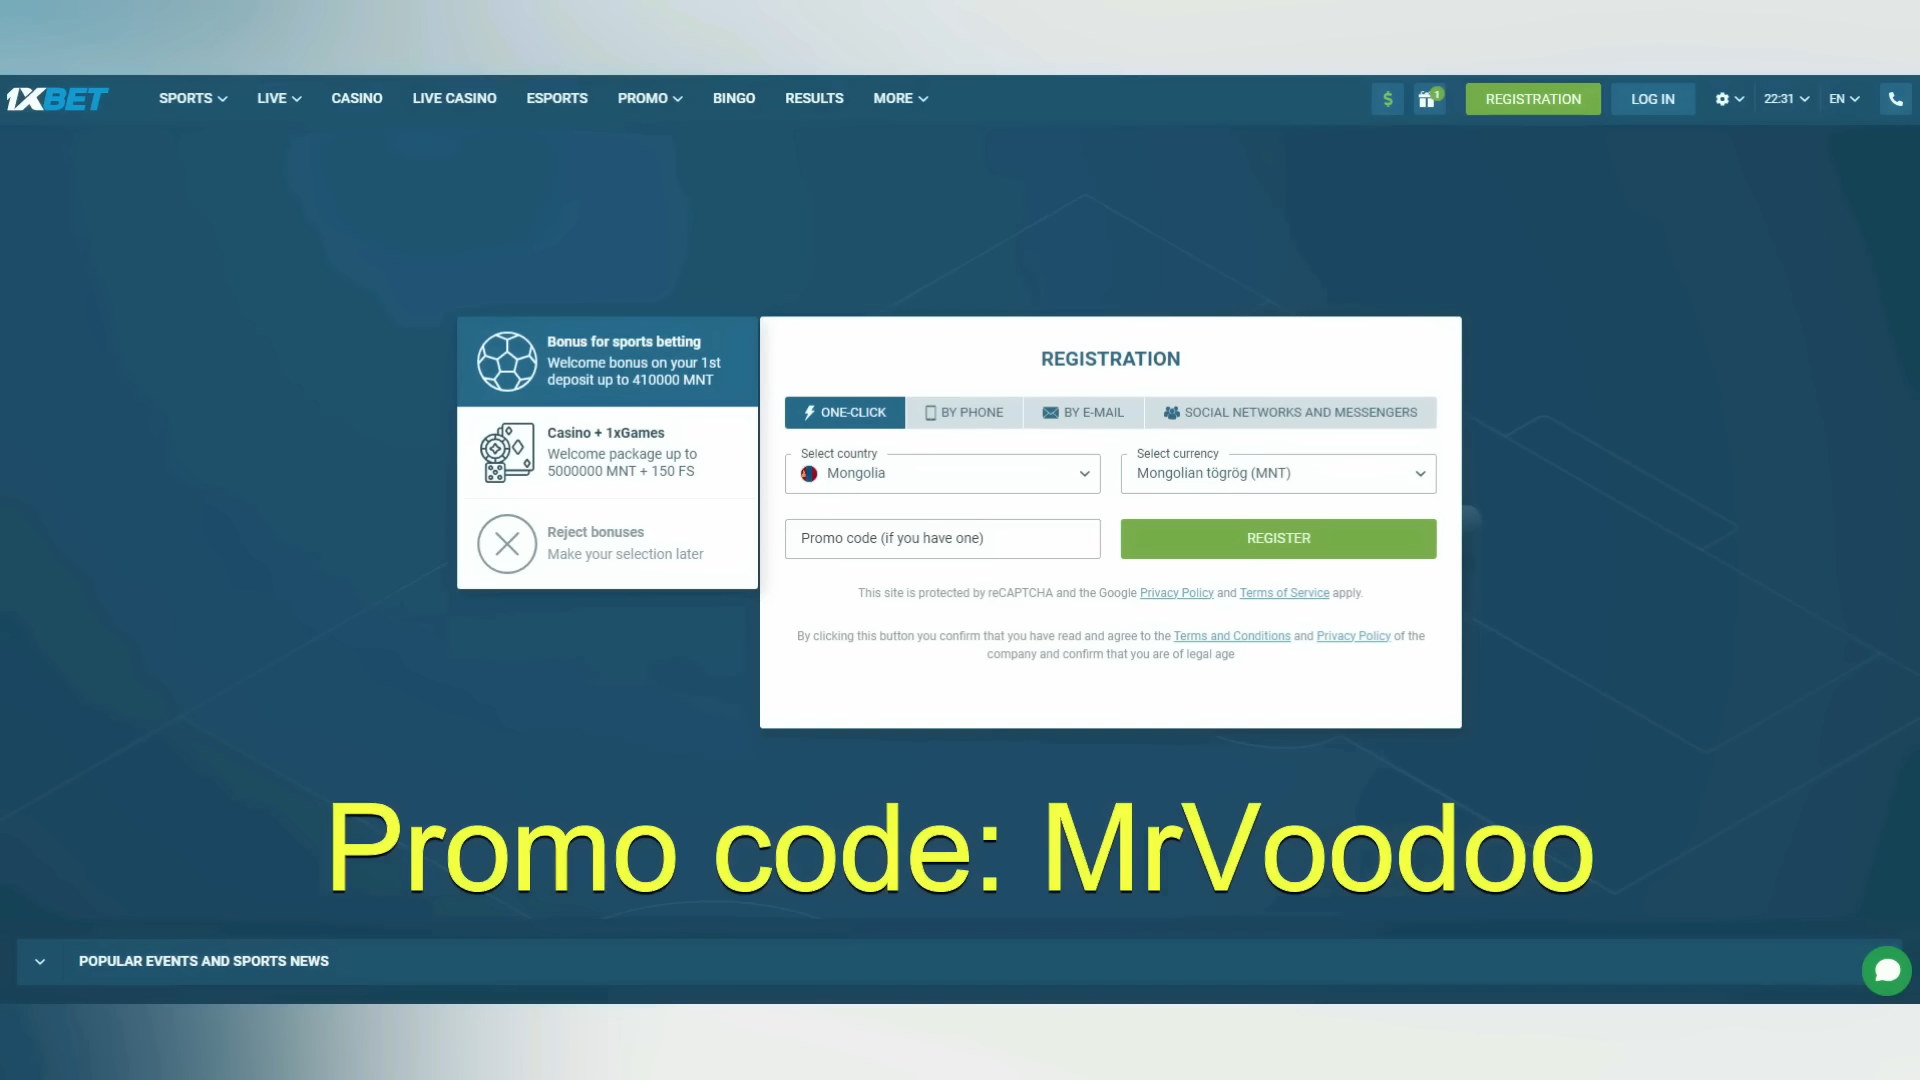 1XBET SPORTS LIVE CASINO LIVE CASINO ESPORTS PROMO BINGO RESULTS MORE $ 1 REGISTRATION LOG IN 22:31 EN
Bonus for sports betting
Welcome bonus on your 1st
deposit up to 410000 MNT
Casino + 1xGames
Welcome package up to
5000000 MNT + 150 FS
Reject bonuses
Make your selection later
REGISTRATION
ONE-CLICK BY PHONE BY E-MAIL SOCIAL NETWORKS AND MESSENGERS
Select country
Mongolia
Select currency
Mongolian tögrög (MNT)
Promo code (if you have one)
REGISTER
This site is protected by reCAPTCHA and the Google Privacy Policy and Terms of Service apply.
By clicking this button you confirm that you have read and agree to the Terms and Conditions and Privacy Policy of the
company and confirm that you are of legal age
Promo code: MrVoodoo
POPULAR EVENTS AND SPORTS NEWS